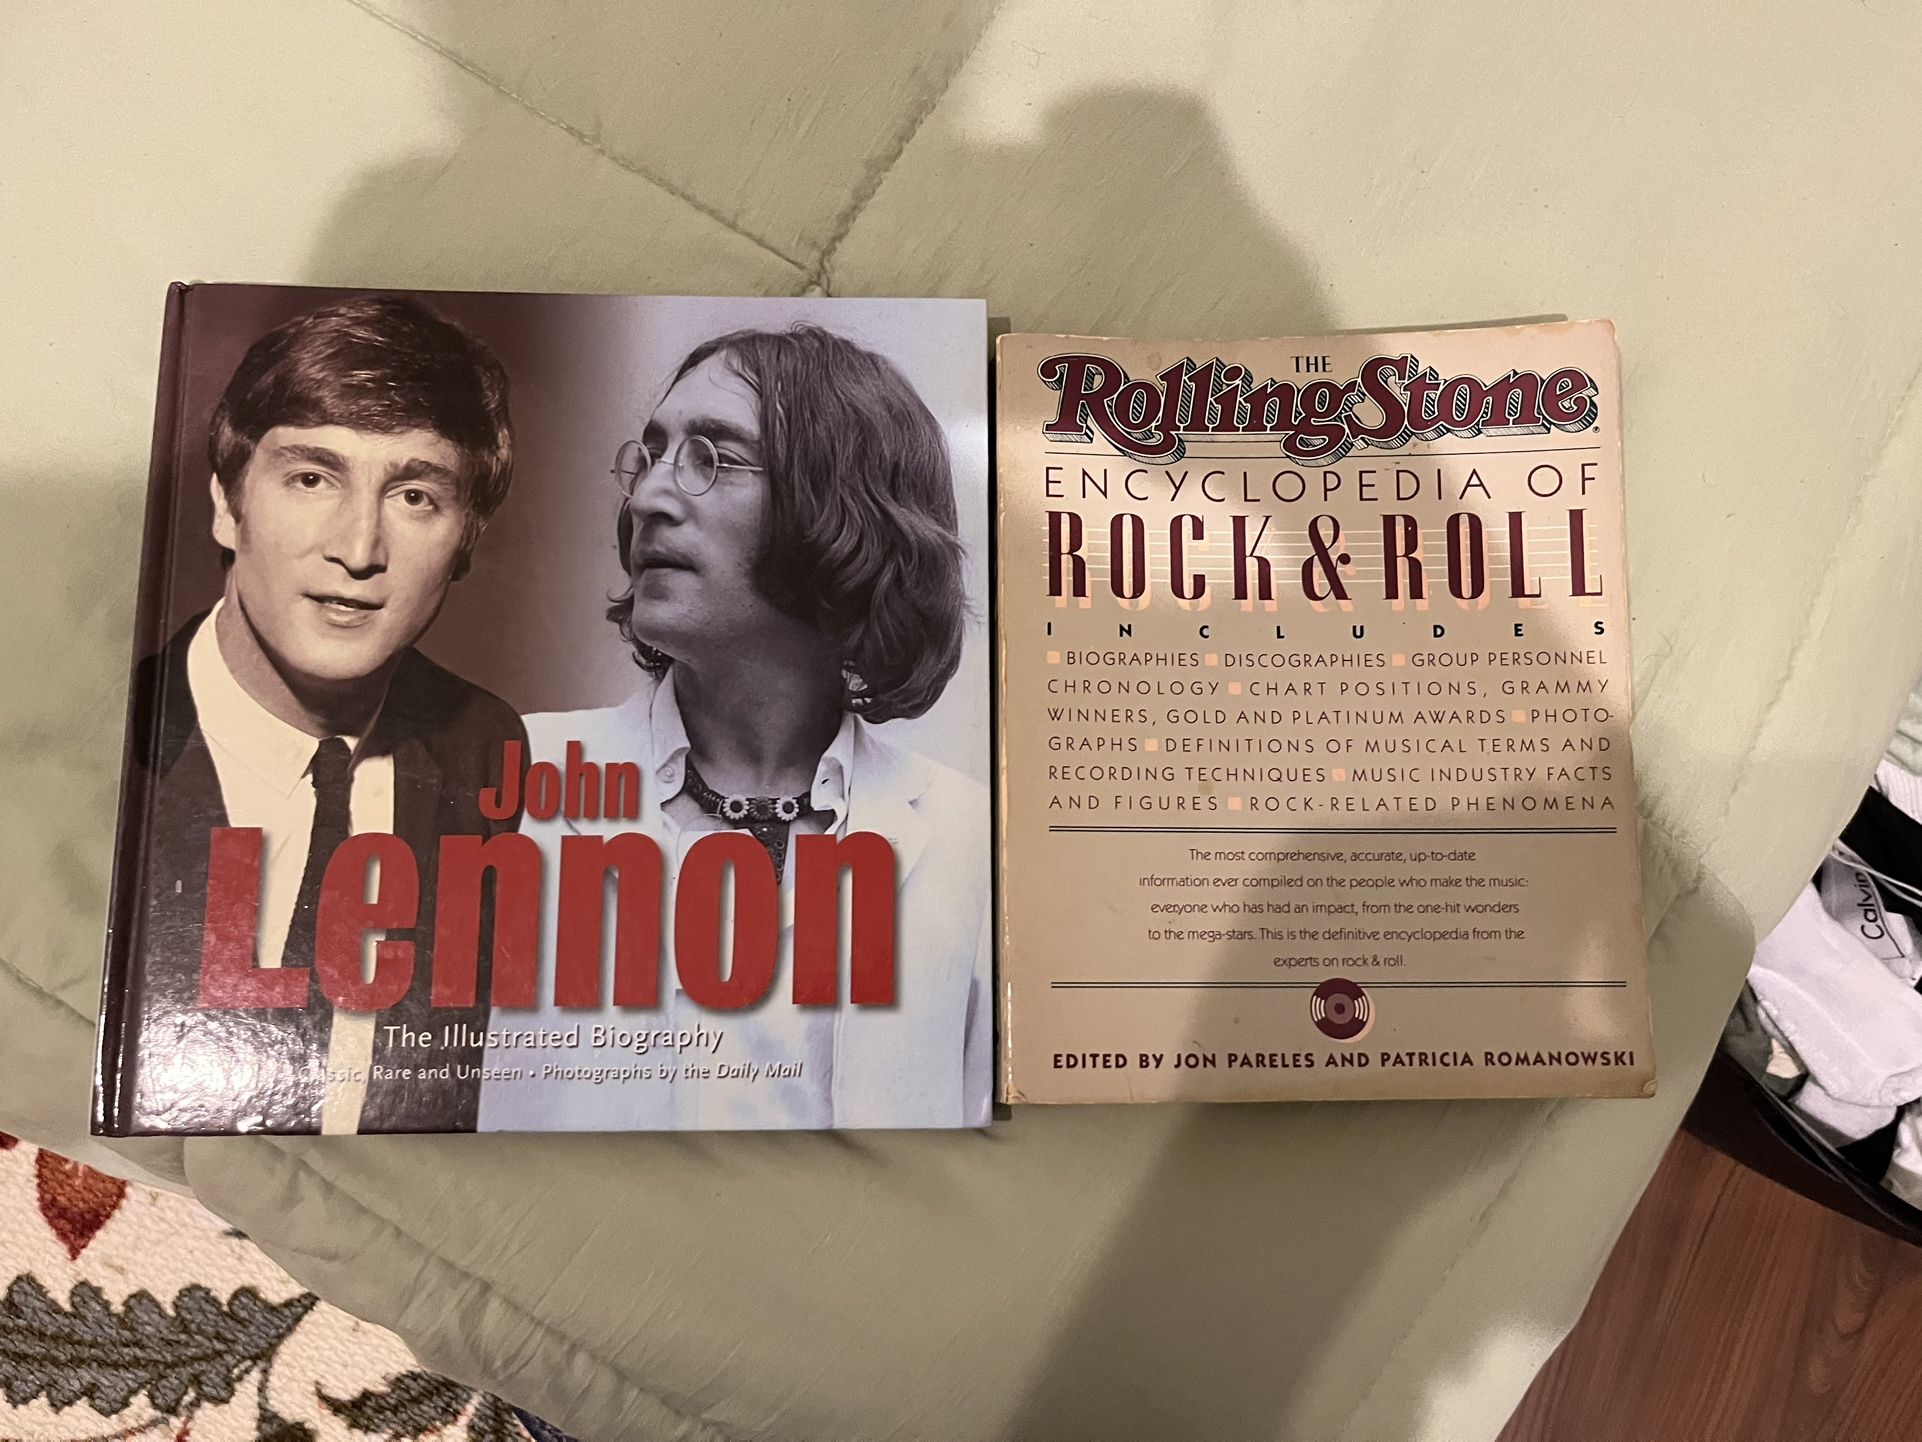 John
Lennon
The Illustrated Biography
Classic, Rare and Unseen • Photographs by the Daily Mail
THE
Rolling Stone
ENCYCLOPEDIA OF
ROCK & ROLL
INCLUDES
■ BIOGRAPHIES ■ DISCOGRAPHIES ■ GROUP PERSONNEL
CHRONOLOGY ■ CHART POSITIONS, GRAMMY
WINNERS, GOLD AND PLATINUM AWARDS ■ PHOTO-
GRAPHS ■ DEFINITIONS OF MUSICAL TERMS AND
RECORDING TECHNIQUES ■ MUSIC INDUSTRY FACTS
AND FIGURES ■ ROCK-RELATED PHENOMENA
The most comprehensive, accurate, up-to-date
information ever compiled on the people who make the music:
everyone who has had an impact, from the one-hit wonders
to the mega-stars. This is the definitive encyclopedia from the
experts on rock & roll.
EDITED BY JON PARELES AND PATRICIA ROMANOWSKI
Calvin